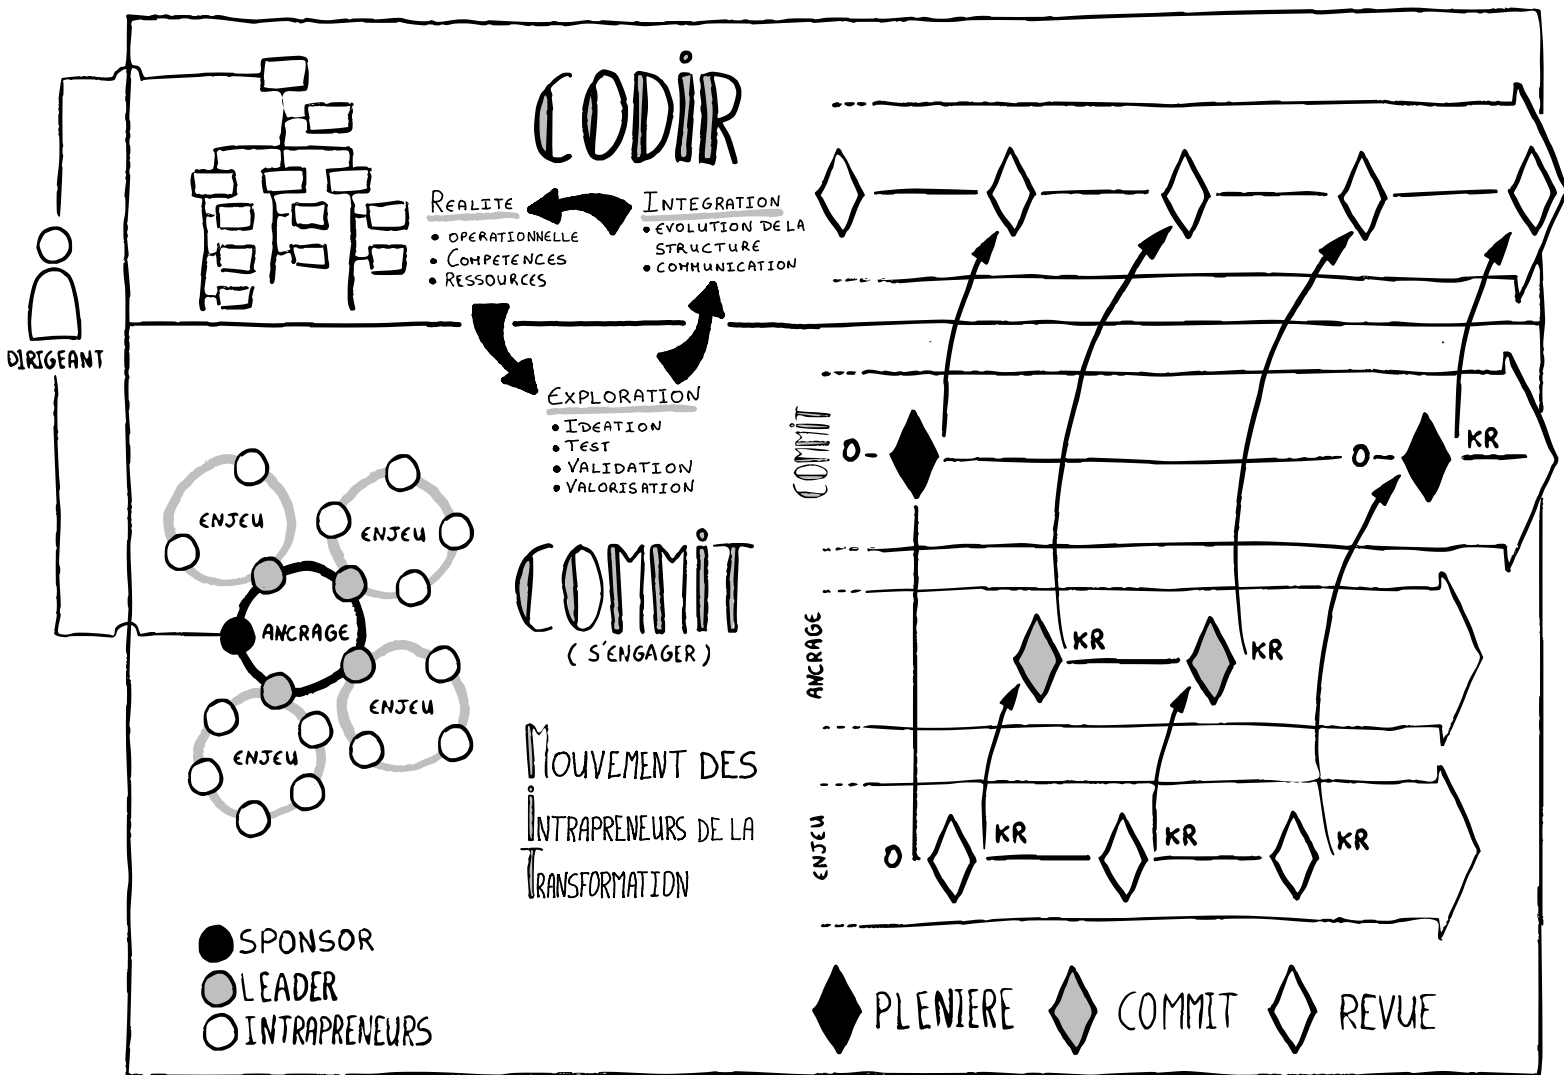 CODiR
REALITE
• OPERATIONNELLE
• COMPETENCES
• RESSOURCES
INTEGRATION
• EVOLUTION DE LA
STRUCTURE
• COMMUNICATION
DIRIGEANT
EXPLORATION
• IDEATION
• TEST
• VALIDATION
• VALORISATION
COMMiT
O
O
KR
ENJEU
ENJEU
ANCRAGE
ENJEU
ENJEU
COMMiT
( S'ENGAGER )
ANCRAGE
KR
KR
MOUVEMENT DES
iNTRAPRENEURS DE LA
TRANSFORMATION
ENJEU
O
KR
KR
KR
SPONSOR
LEADER
INTRAPRENEURS
PLENIERE
COMMIT
REVUE